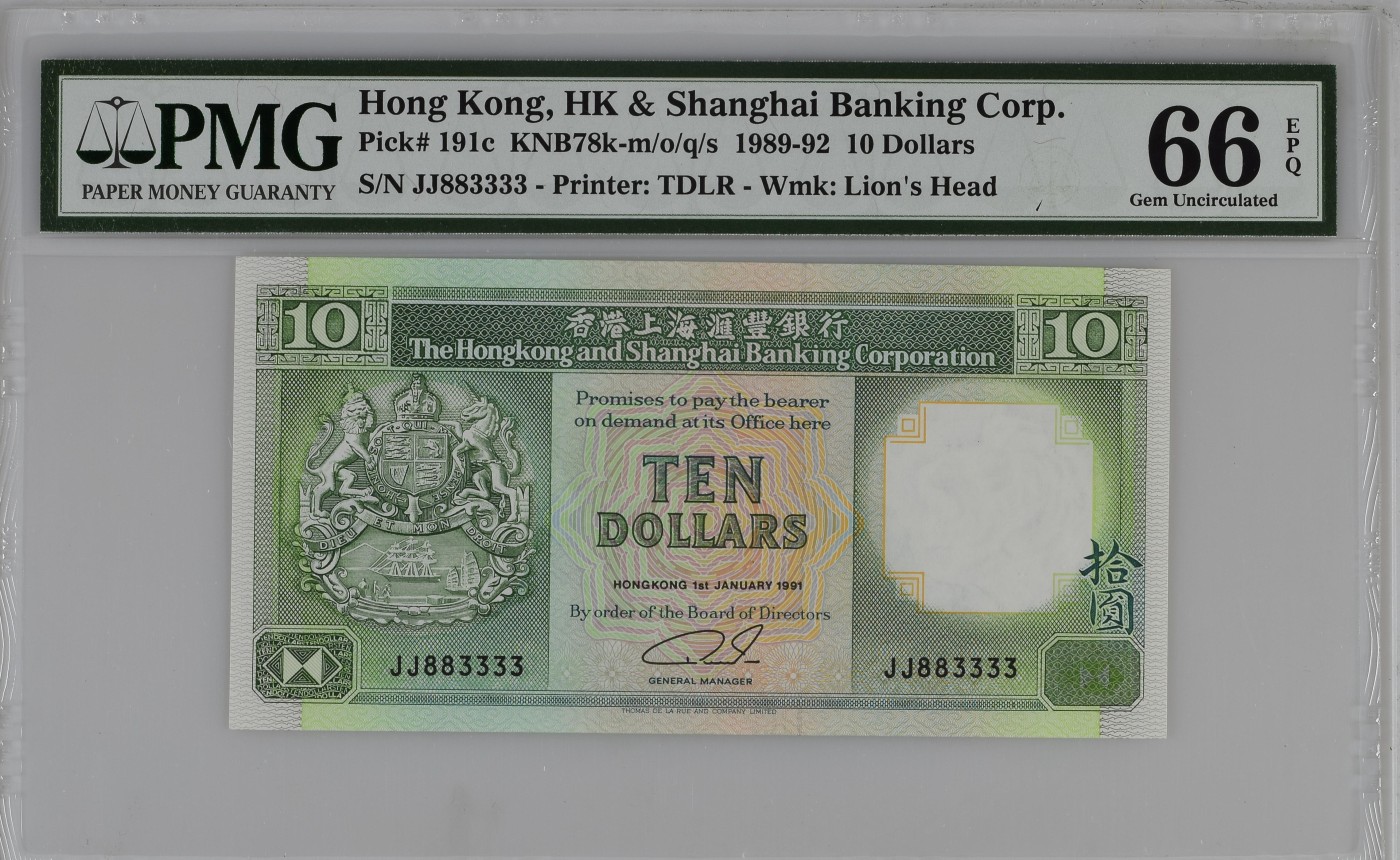 PMG
PAPER MONEY GUARANTY
Hong Kong, HK & Shanghai Banking Corp.
Pick# 191c KNB78k-m/o/q/s 1989-92 10 Dollars
S/N JJ883333 - Printer: TDLR - Wmk: Lion's Head
66
EPQ
Gem Uncirculated
10
香港上海滙豐銀行
10
The Hongkong and Shanghai Banking Corporation
Promises to pay the bearer
on demand at its Office here
TEN
DOLLARS
HONGKONG 1st JANUARY 1991
By order of the Board of Directors
GENERAL MANAGER
DIEU ET MON DROIT
拾圓
JJ883333
JJ883333
THOMAS DE LA RUE AND COMPANY LIMITED